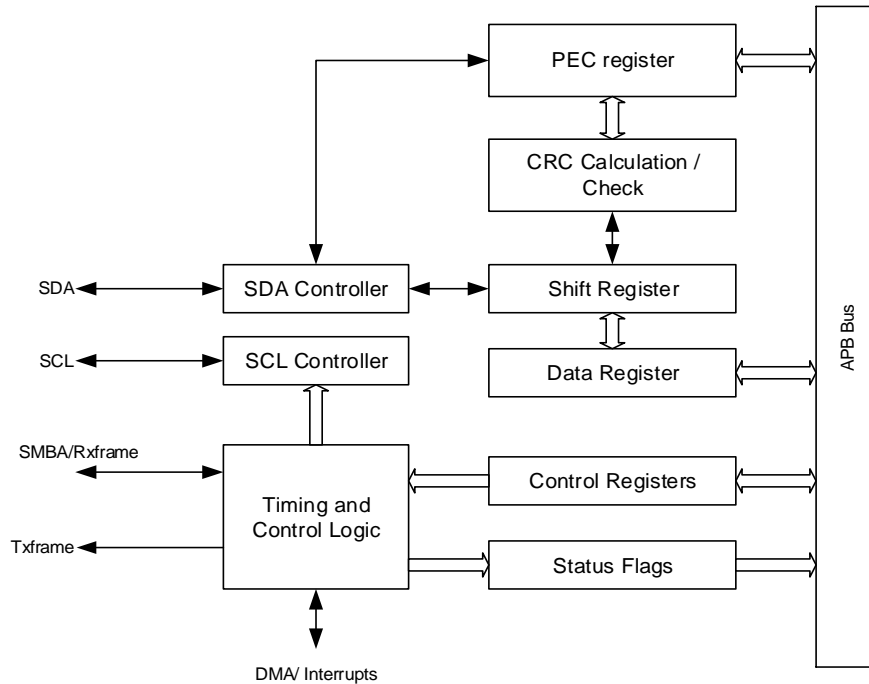 PEC register
CRC Calculation /
Check
SDA
SDA Controller
Shift Register
SCL
SCL Controller
Data Register
APB Bus
SMBA/Rxframe
Timing and
Control Logic
Control Registers
Txframe
Status Flags
DMA/ Interrupts